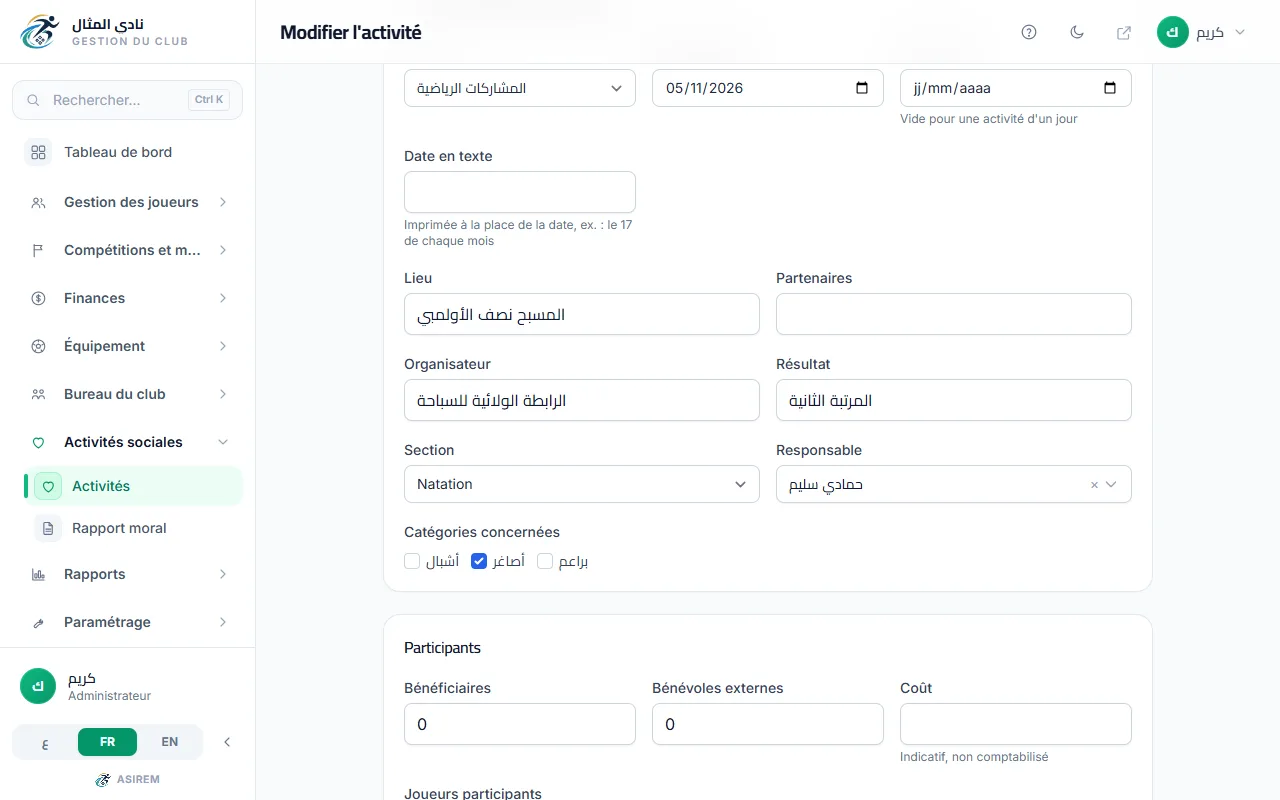 نادي المثال
GESTION DU CLUB
Rechercher...
Ctrl K
Tableau de bord
Gestion des joueurs
Compétitions et m...
Finances
Équipement
Bureau du club
Activités sociales
Activités
Rapport moral
Rapports
Paramétrage
ك
كريم
Administrateur
ع
FR
EN
ASIREM
Modifier l'activité
ك
كريم
المشاركات الرياضية
05/11/2026
jj/mm/aaaa
Vide pour une activité d'un jour
Date en texte
Imprimée à la place de la date, ex. : le 17
de chaque mois
Lieu
Partenaires
المسبح نصف الأولمبي
Organisateur
Résultat
الرابطة الولائية للسباحة
المرتبة الثانية
Section
Responsable
Natation
حمادي سليم
Catégories concernées
أشبال
أصاغر
براعم
Participants
Bénéficiaires
Bénévoles externes
Coût
0
0
Indicatif, non comptabilisé
Joueurs participants